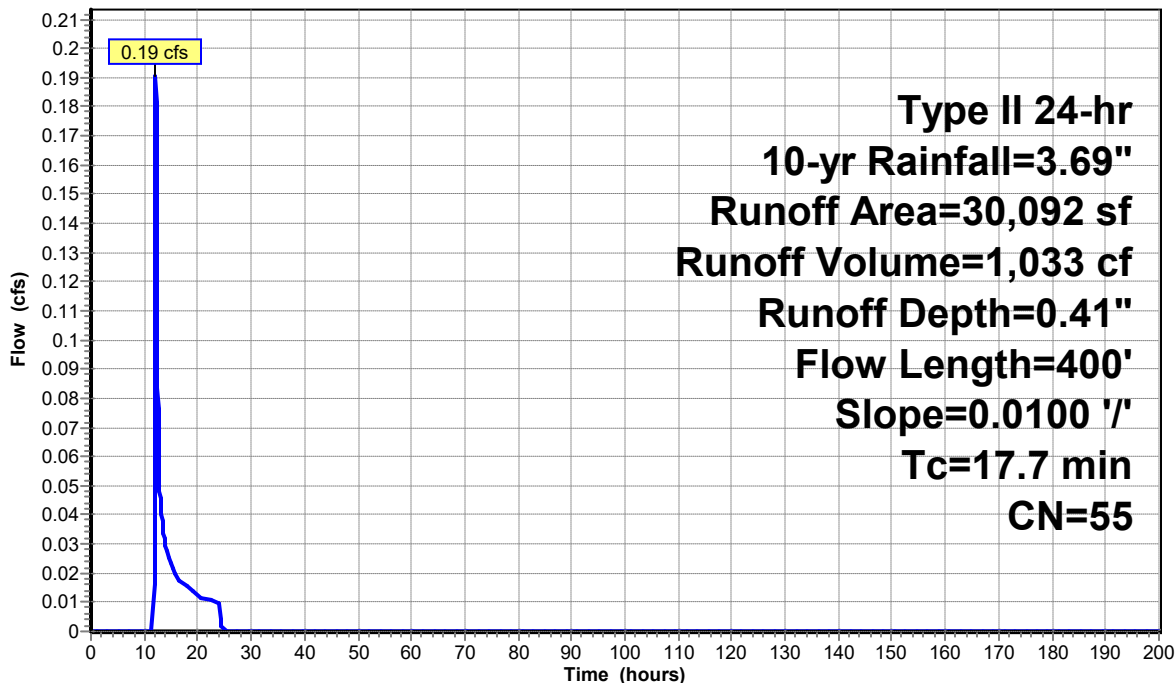 0.21
0.2
0.19
0.18
0.17
0.16
0.15
0.14
0.13
0.12
0.11
0.1
0.09
0.08
0.07
0.06
0.05
0.04
0.03
0.02
0.01
0
Flow (cfs)
0.19 cfs
Type II 24-hr
10-yr Rainfall=3.69"
Runoff Area=30,092 sf
Runoff Volume=1,033 cf
Runoff Depth=0.41"
Flow Length=400'
Slope=0.0100 '/'
Tc=17.7 min
CN=55
0 10 20 30 40 50 60 70 80 90 100 110 120 130 140 150 160 170 180 190 200
Time (hours)